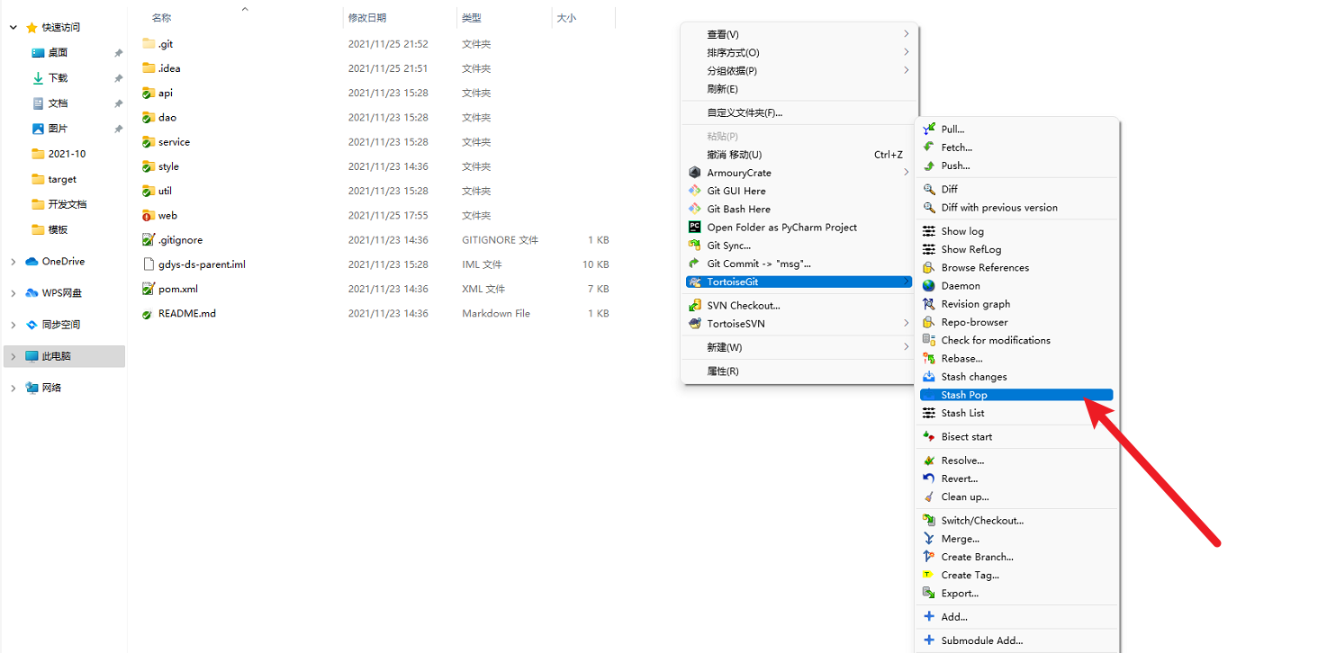 名称 修改日期 类型 大小
快速访问
桌面
下载
文档
图片
2021-10
target
开发文档
模板
OneDrive
WPS网盘
同步空间
此电脑
网络
.git 2021/11/25 21:52 文件夹
.idea 2021/11/25 21:51 文件夹
api 2021/11/23 15:28 文件夹
dao 2021/11/23 15:28 文件夹
service 2021/11/23 15:28 文件夹
style 2021/11/23 14:36 文件夹
util 2021/11/23 15:28 文件夹
web 2021/11/25 17:55 文件夹
.gitignore 2021/11/23 14:36 GITIGNORE 文件 1 KB
gdys-ds-parent.iml 2021/11/23 15:28 IML 文件 10 KB
pom.xml 2021/11/23 14:36 XML 文件 7 KB
README.md 2021/11/23 14:36 Markdown File 1 KB
查看(V)
排序方式(O)
分组依据(P)
刷新(E)
自定义文件夹(F)...
粘贴(P)
撤消 移动(U) Ctrl+Z
ArmouryCrate
Git GUI Here
Git Bash Here
Open Folder as PyCharm Project
Git Sync...
Git Commit -> "msg"...
TortoiseGit
SVN Checkout...
TortoiseSVN
新建(W)
属性(R)
Pull...
Fetch...
Push...
Diff
Diff with previous version
Show log
Show RefLog
Browse References
Daemon
Revision graph
Repo-browser
Check for modifications
Rebase...
Stash changes
Stash Pop
Stash List
Bisect start
Resolve...
Revert...
Clean up...
Switch/Checkout...
Merge...
Create Branch...
Create Tag...
Export...
Add...
Submodule Add...